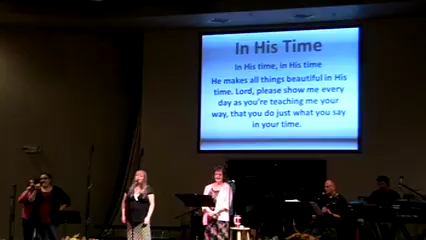 In His Time
In His time, in His time
He makes all things beautiful in His
time. Lord, please show me every
day as you're teaching me your
way, that you do just what you say
in your time.